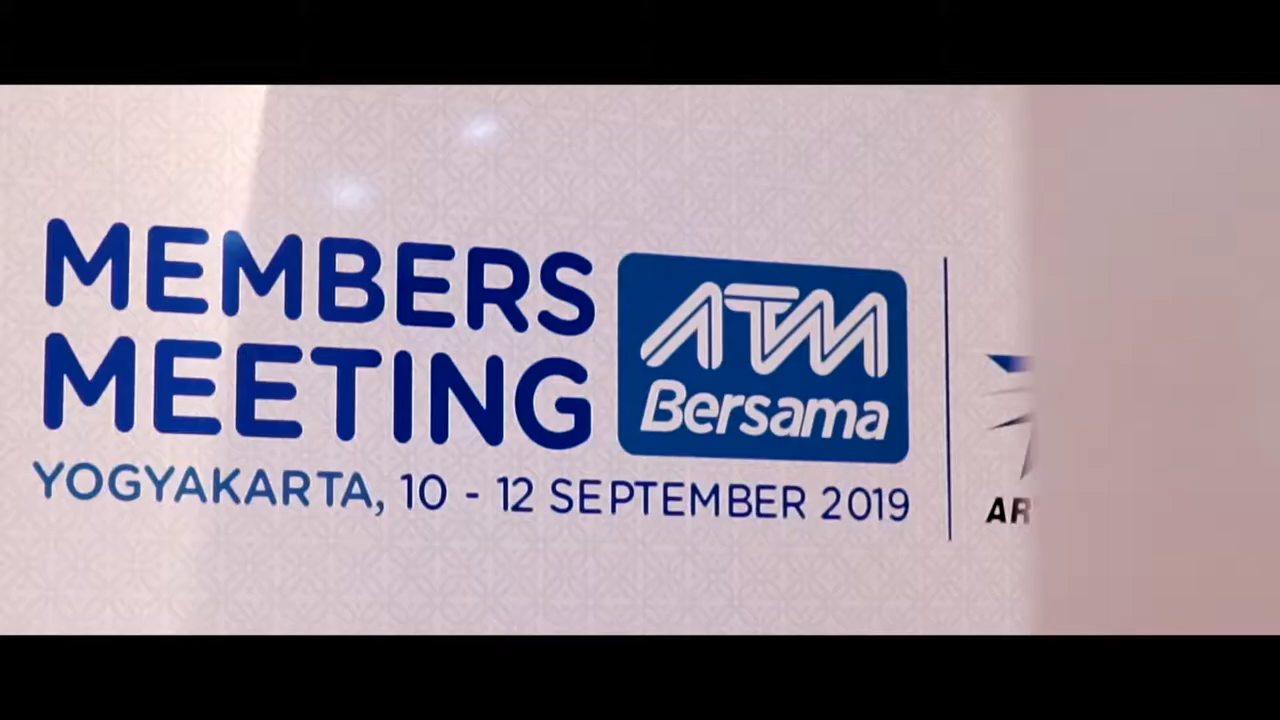 MEMBERS
MEETING
ATM
Bersama
YOGYAKARTA, 10 - 12 SEPTEMBER 2019